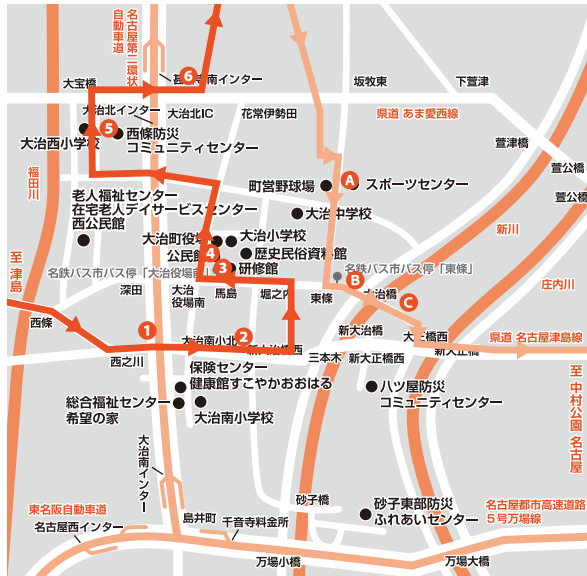 名古屋第二環状
自動車道
6
甚目寺南インター
大宝橋
坂牧東
下萱津
大治北インター
大治北IC
花常伊勢田
県道 あま愛西線
萱津橋
5
大治西小学校
西條防災
コミュニティセンター
萱公橋
萱公橋
福田川
町営野球場
A
スポーツセンター
老人福祉センター
在宅老人デイサービスセンター
西公民館
大治中学校
新川
大治町役場
大治小学校
公民館
4
歴史民俗資料館
至 津島
名鉄バス市バス停「大治役場前」
3
研修館
名鉄バス市バス停「東條」
庄内川
深田
大治
役場南
馬島
堀之内
B
東條
大治橋
C
西條
1
大治南小北
2
新大治橋西
新大治橋
大正橋西
県道 名古屋津島線
西之川
三本木
新大正橋西
新大正橋
保険センター
健康館すこやかおおはる
至 中村公園 名古屋
総合福祉センター
希望の家
大治南小学校
八ツ屋防災
コミュニティセンター
大治南インター
砂子橋
東名阪自動車道
島井町
砂子東部防災
ふれあいセンター
名古屋都市高速道路
5号万場線
名古屋西インター
千音寺料金所
万場小橋
万場大橋